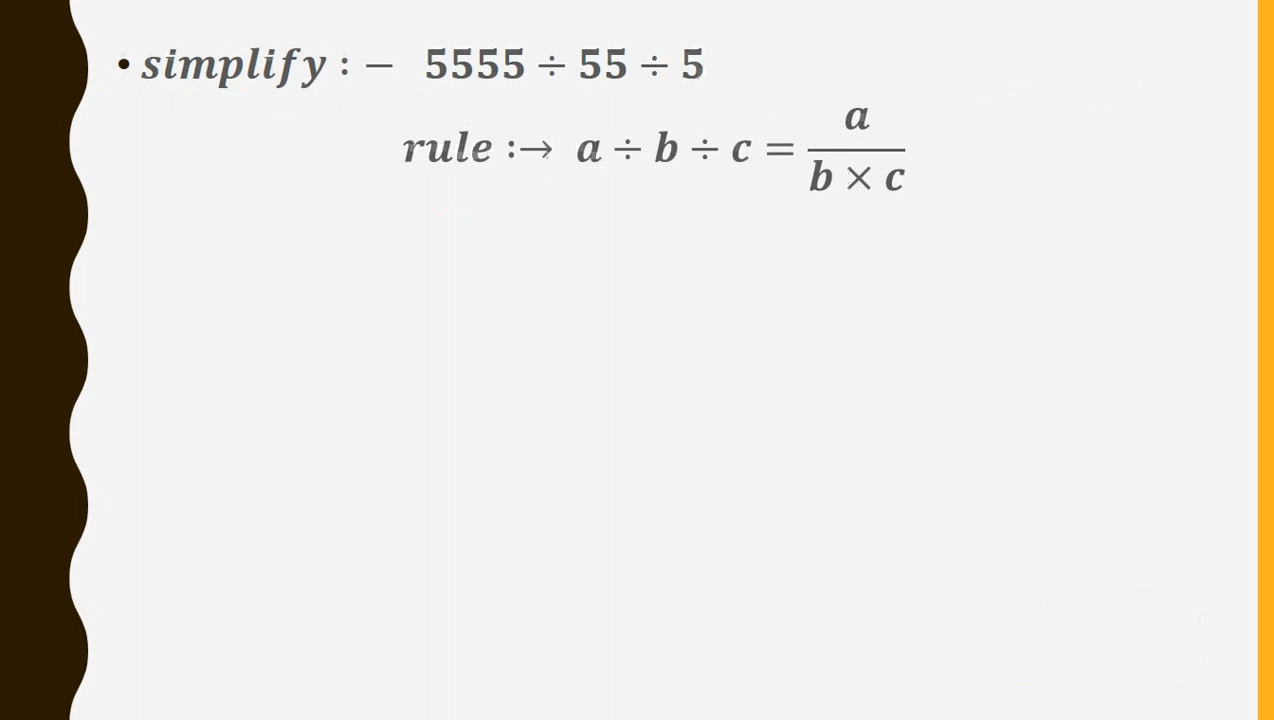 • simplify :− 5555 ÷ 55 ÷ 5
rule :→ a ÷ b ÷ c = a / (b × c)